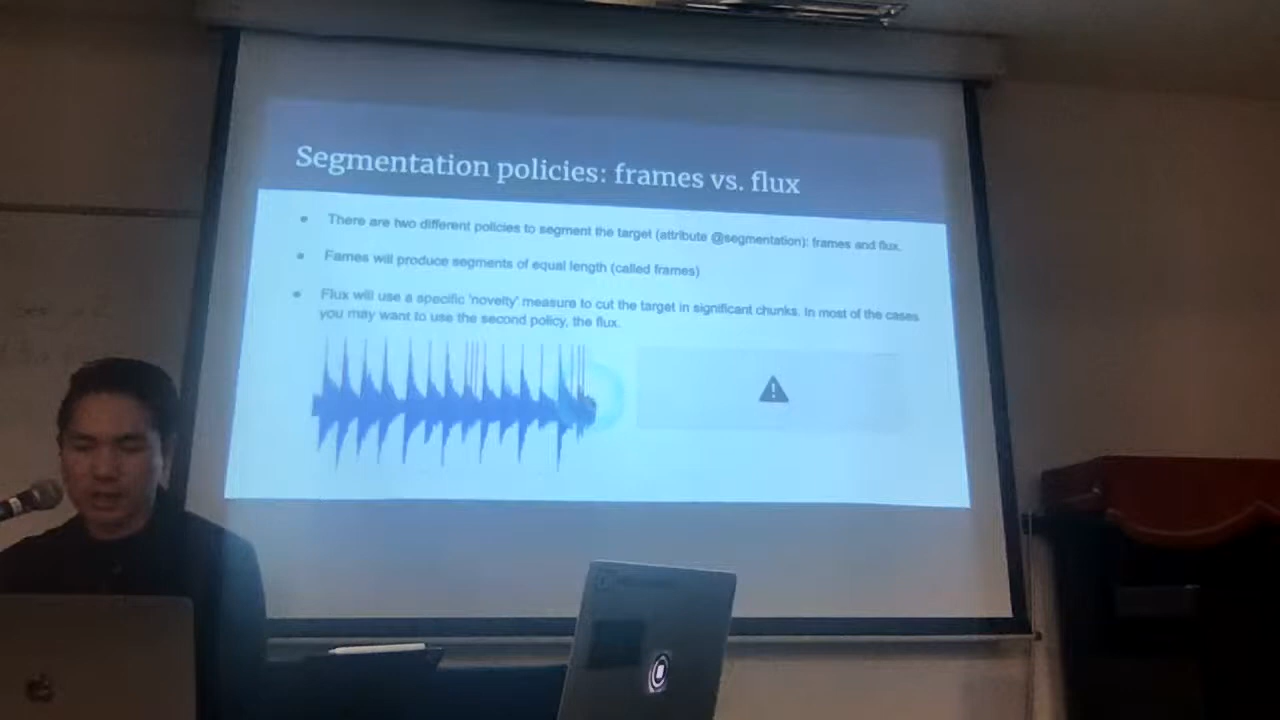 Segmentation policies: frames vs. flux
There are two different policies to segment the target (attribute @segmentation): frames and flux.
Fames will produce segments of equal length (called frames)
Flux will use a specific 'novelty' measure to cut the target in significant chunks. In most of the cases
you may want to use the second policy, the flux.